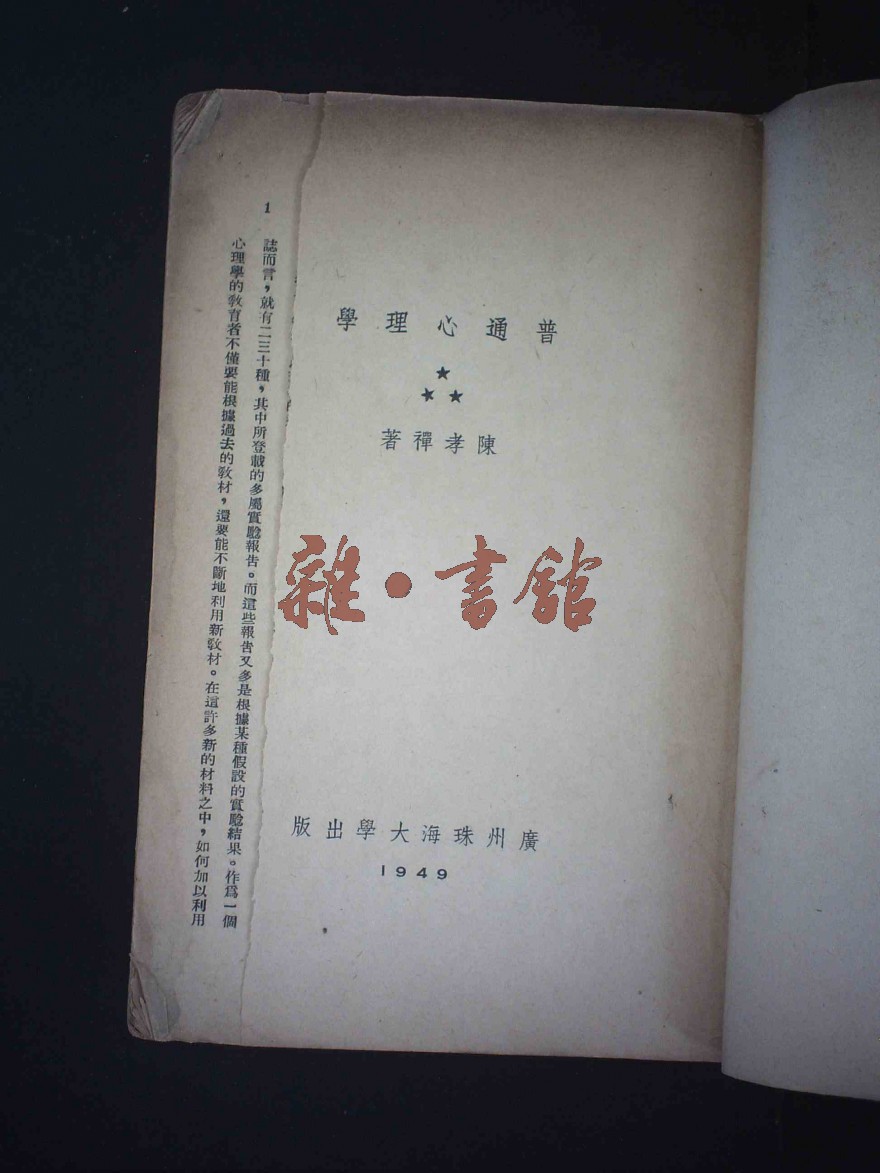 普通心理學
陳孝禪著
雜·書館
廣州珠海大學出版
1949
1
誌而言，就有二三十種，其中所登載的多屬實驗報告。而這些報告又多是根據某種假設的實驗結果。作爲一個
心理學的教育者不僅要能根據過去的教材，還要能不斷地利用新教材。在這許多新的材料之中，如何加以利用